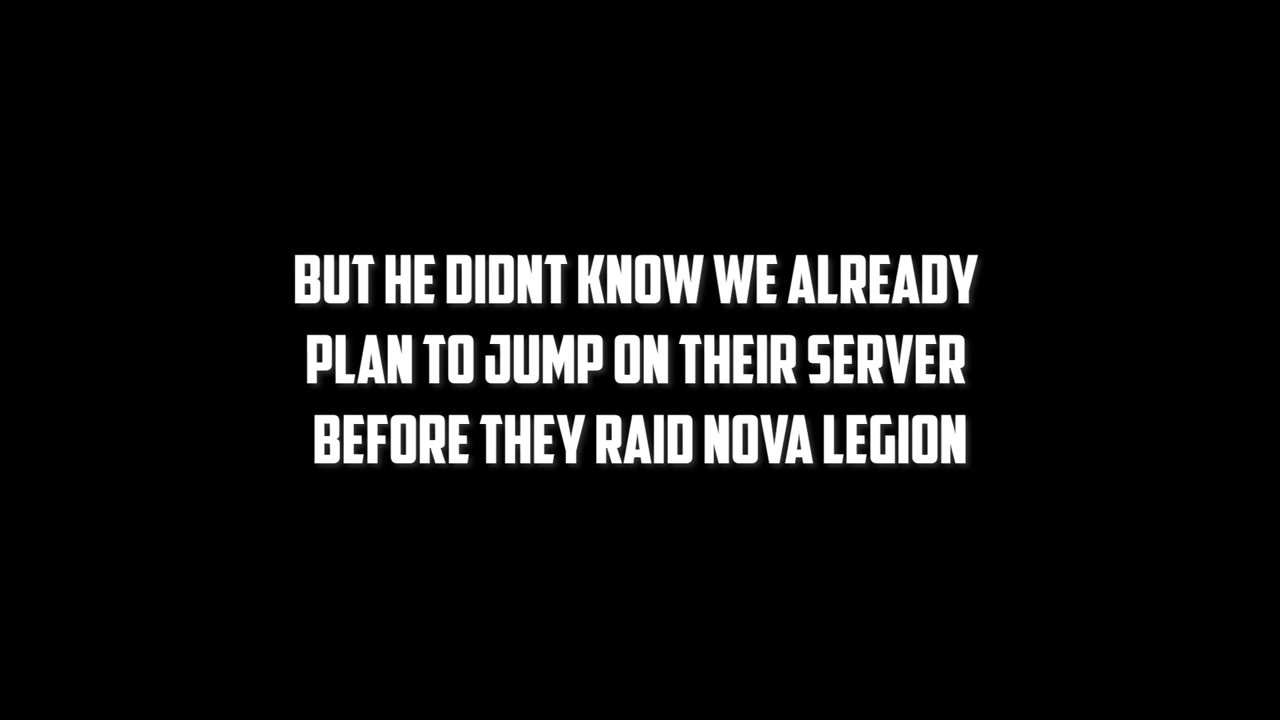 BUT HE DIDNT KNOW WE ALREADY
PLAN TO JUMP ON THEIR SERVER
BEFORE THEY RAID NOVA LEGION